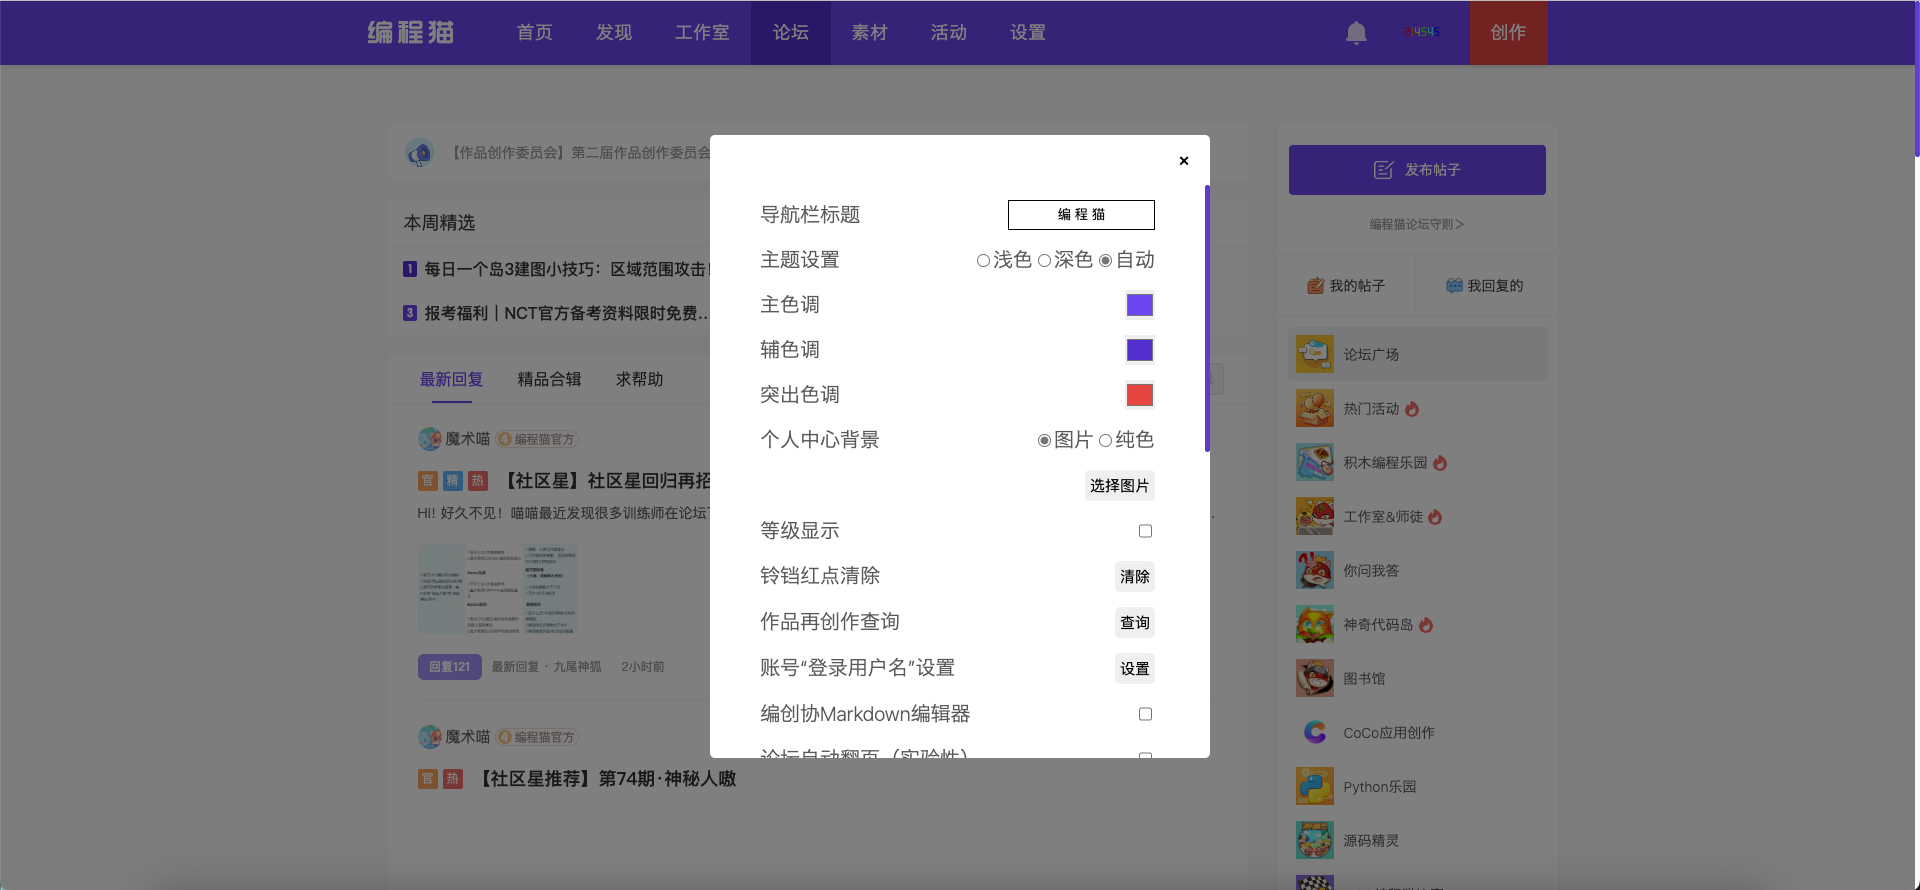 编程猫
首页 发现 工作室 论坛 素材 活动 设置
214545
创作
【作品创作委员会】第二届作品创作委员会
本周精选
1 每日一个岛3建图小技巧：区域范围攻击!
3 报考福利｜NCT官方备考资料限时免费…
最新回复 精品合辑 求帮助
魔术喵 4 编程猫官方
官 精 热 【社区星】社区星回归再招
Hi! 好久不见！喵喵最近发现很多训练师在论坛
回复121 最新回复 · 九尾神狐 2小时前
魔术喵 4 编程猫官方
官 热 【社区星推荐】第74期·神秘人嗷
×
导航栏标题 编程猫
主题设置 浅色 深色 自动
主色调
辅色调
突出色调
个人中心背景 图片 纯色
选择图片
等级显示
铃铛红点清除 清除
作品再创作查询 查询
账号“登录用户名”设置 设置
编创协Markdown编辑器
论坛自动翻页（实验性）
发布帖子
编程猫论坛守则>
我的帖子 我回复的
论坛广场
热门活动
积木编程乐园
工作室&师徒
你问我答
神奇代码岛
图书馆
CoCo应用创作
Python乐园
源码精灵